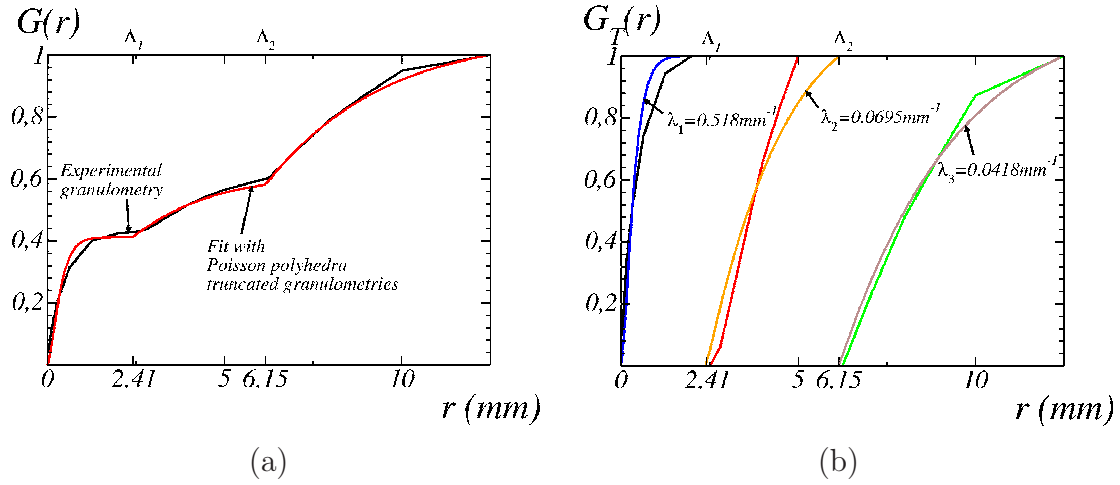 G(r)
Λ1 Λ2
1
0,8
0,6
0,4
0,2
Experimental
granulometry
Fit with
Poisson polyhedra
truncated granulometries
0 2.41 5 6.15 10
r (mm)
(a)
G_T(r)
Λ1 Λ2
1
0,8
0,6
0,4
0,2
λ1=0.518mm⁻¹
λ2=0.0695mm⁻¹
λ3=0.0418mm⁻¹
0 2.41 5 6.15 10
r (mm)
(b)